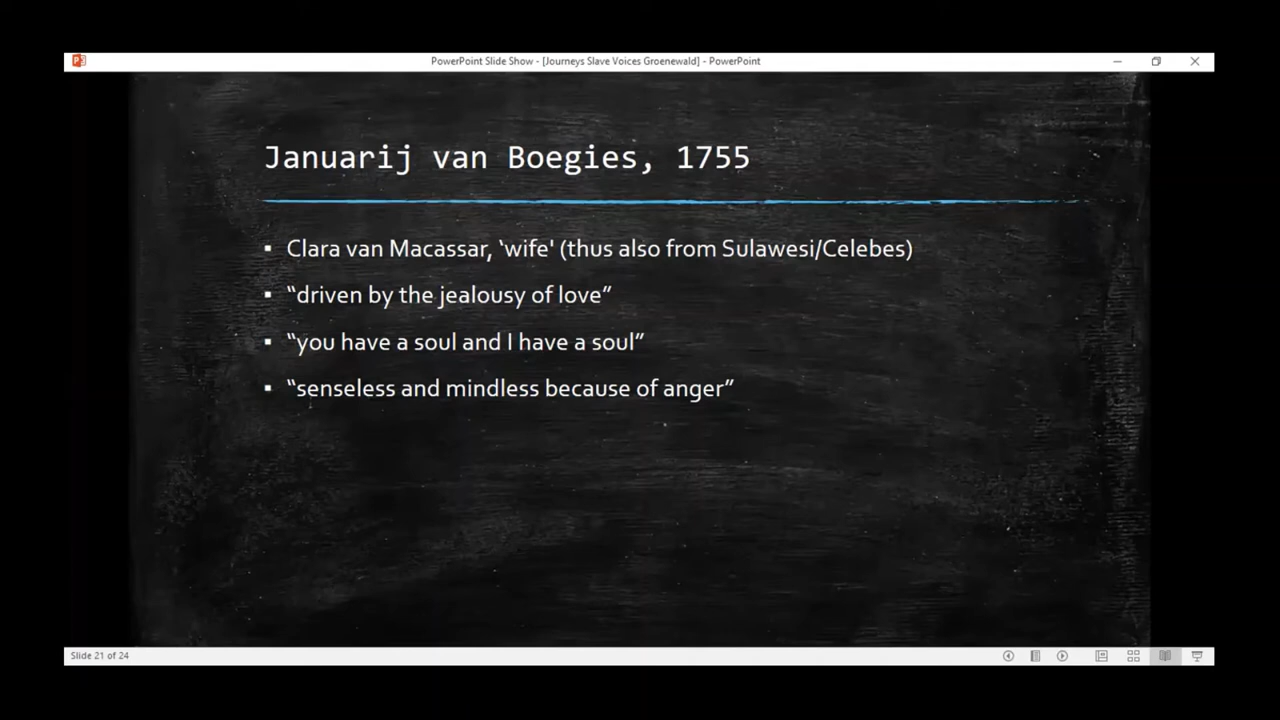 PowerPoint Slide Show - [Journeys Slave Voices Groenewald] - PowerPoint
Januarij van Boegies, 1755
▪ Clara van Macassar, ‘wife' (thus also from Sulawesi/Celebes)
▪ “driven by the jealousy of love”
▪ “you have a soul and I have a soul”
▪ “senseless and mindless because of anger”
Slide 21 of 24